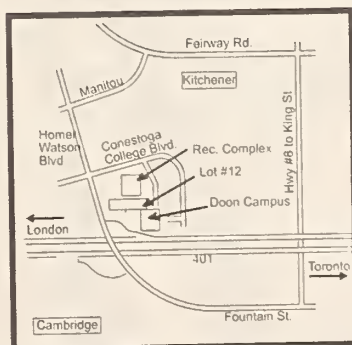 Fairway Rd.
Manitou
Kitchener
Homer
Watson
Blvd
Conestoga
College Blvd.
Rec. Complex
Lot #12
Doon Campus
Hwy #8 to King St
London
401
Toronto
Fountain St.
Cambridge